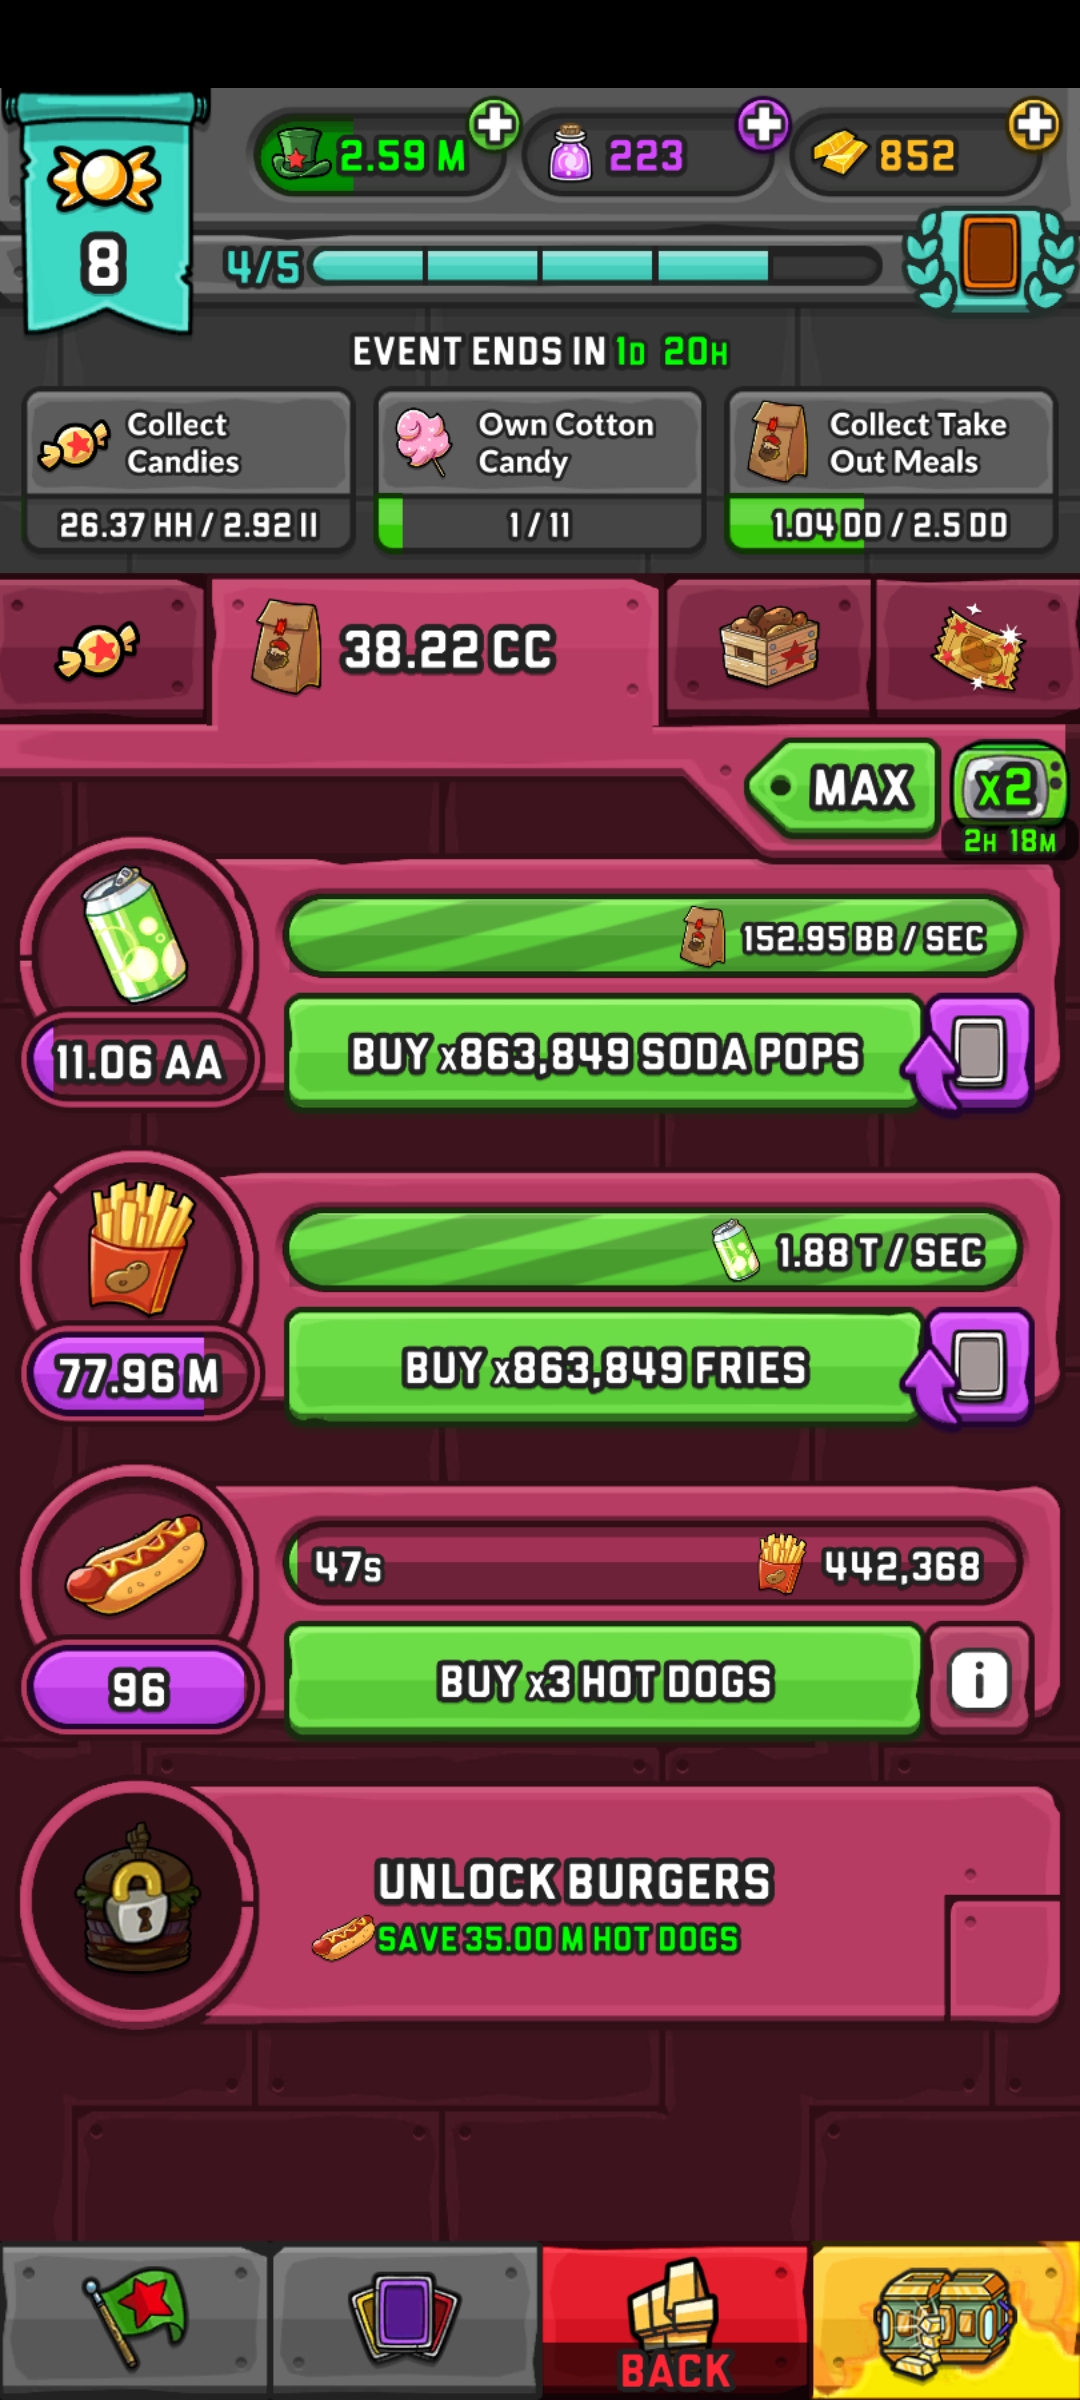 2.59 M
223
852
8
4/5
EVENT ENDS IN 1D 20H
Collect
Candies
26.37 HH / 2.92 II
Own Cotton
Candy
1 / 11
Collect Take
Out Meals
1.04 DD / 2.5 DD
38.22 CC
MAX
x2
2H 18M
152.95 BB / SEC
11.06 AA
BUY x863,849 SODA POPS
1.88 T / SEC
77.96 M
BUY x863,849 FRIES
47s
442,368
96
BUY x3 HOT DOGS
i
UNLOCK BURGERS
SAVE 35.00 M HOT DOGS
BACK